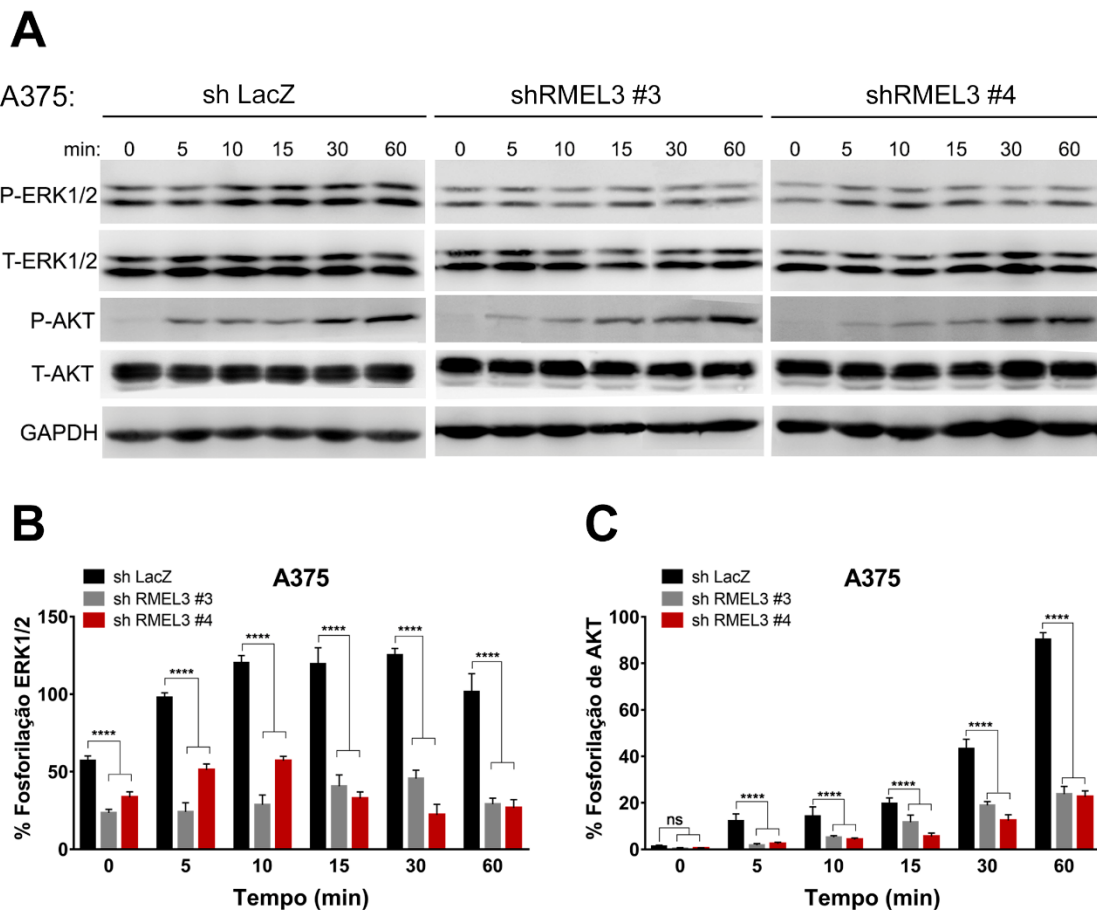 A
A375: sh LacZ shRMEL3 #3 shRMEL3 #4
min: 0 5 10 15 30 60 0 5 10 15 30 60 0 5 10 15 30 60
P-ERK1/2
T-ERK1/2
P-AKT
T-AKT
GAPDH
B
A375
sh LacZ
sh RMEL3 #3
sh RMEL3 #4
% Fosforilação ERK1/2
150
100
50
0
**** **** **** **** **** ****
0 5 10 15 30 60
Tempo (min)
C
A375
sh LacZ
sh RMEL3 #3
sh RMEL3 #4
% Fosforilação de AKT
100
80
60
40
20
0
ns **** **** **** **** ****
0 5 10 15 30 60
Tempo (min)